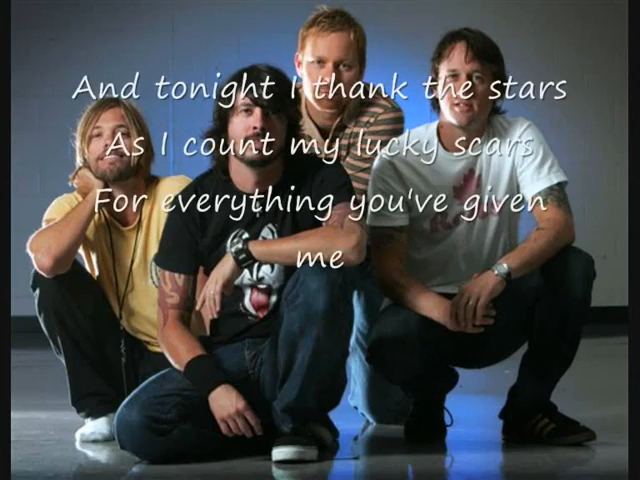 And tonight I thank the stars
As I count my lucky scars
For everything you've given
me